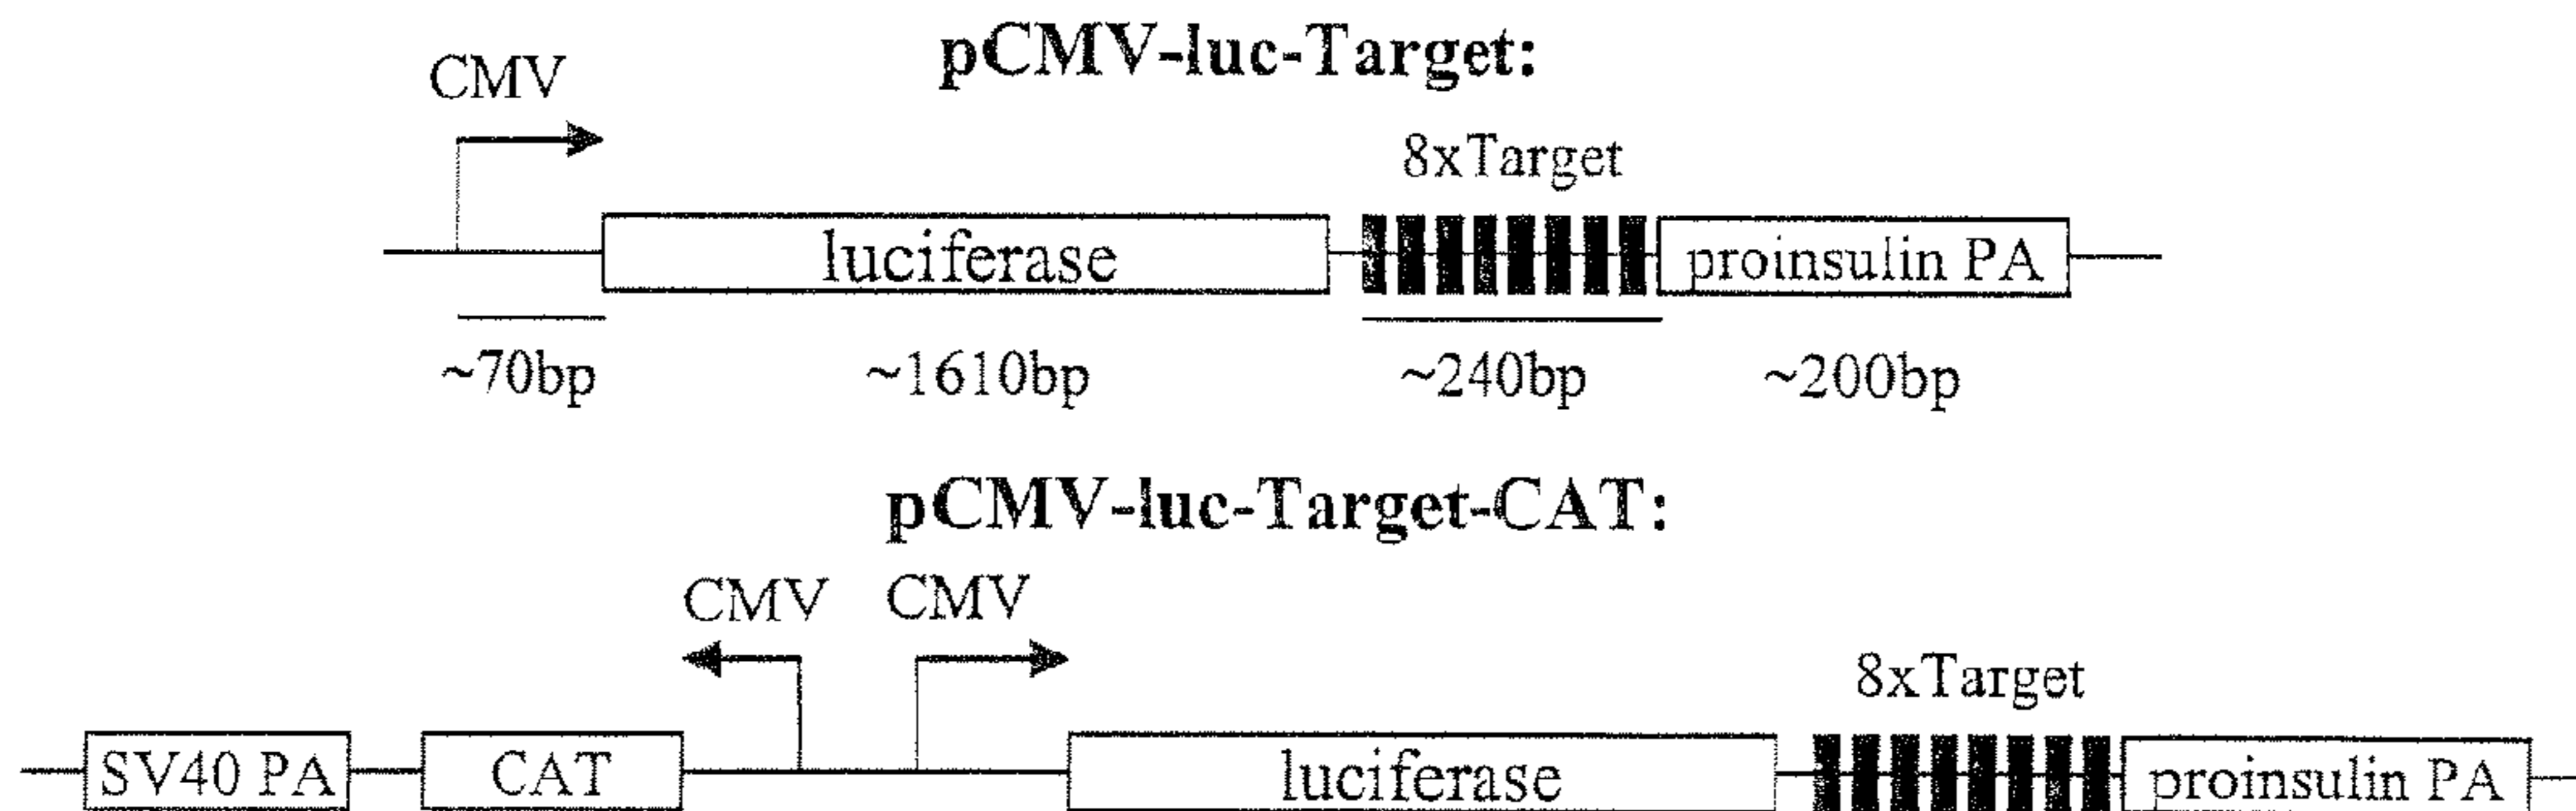 pCMV-luc-Target:
CMV
8xTarget
luciferase
proinsulin PA
~70bp
~1610bp
~240bp
~200bp
pCMV-luc-Target-CAT:
CMV
CMV
8xTarget
SV40 PA
CAT
luciferase
proinsulin PA